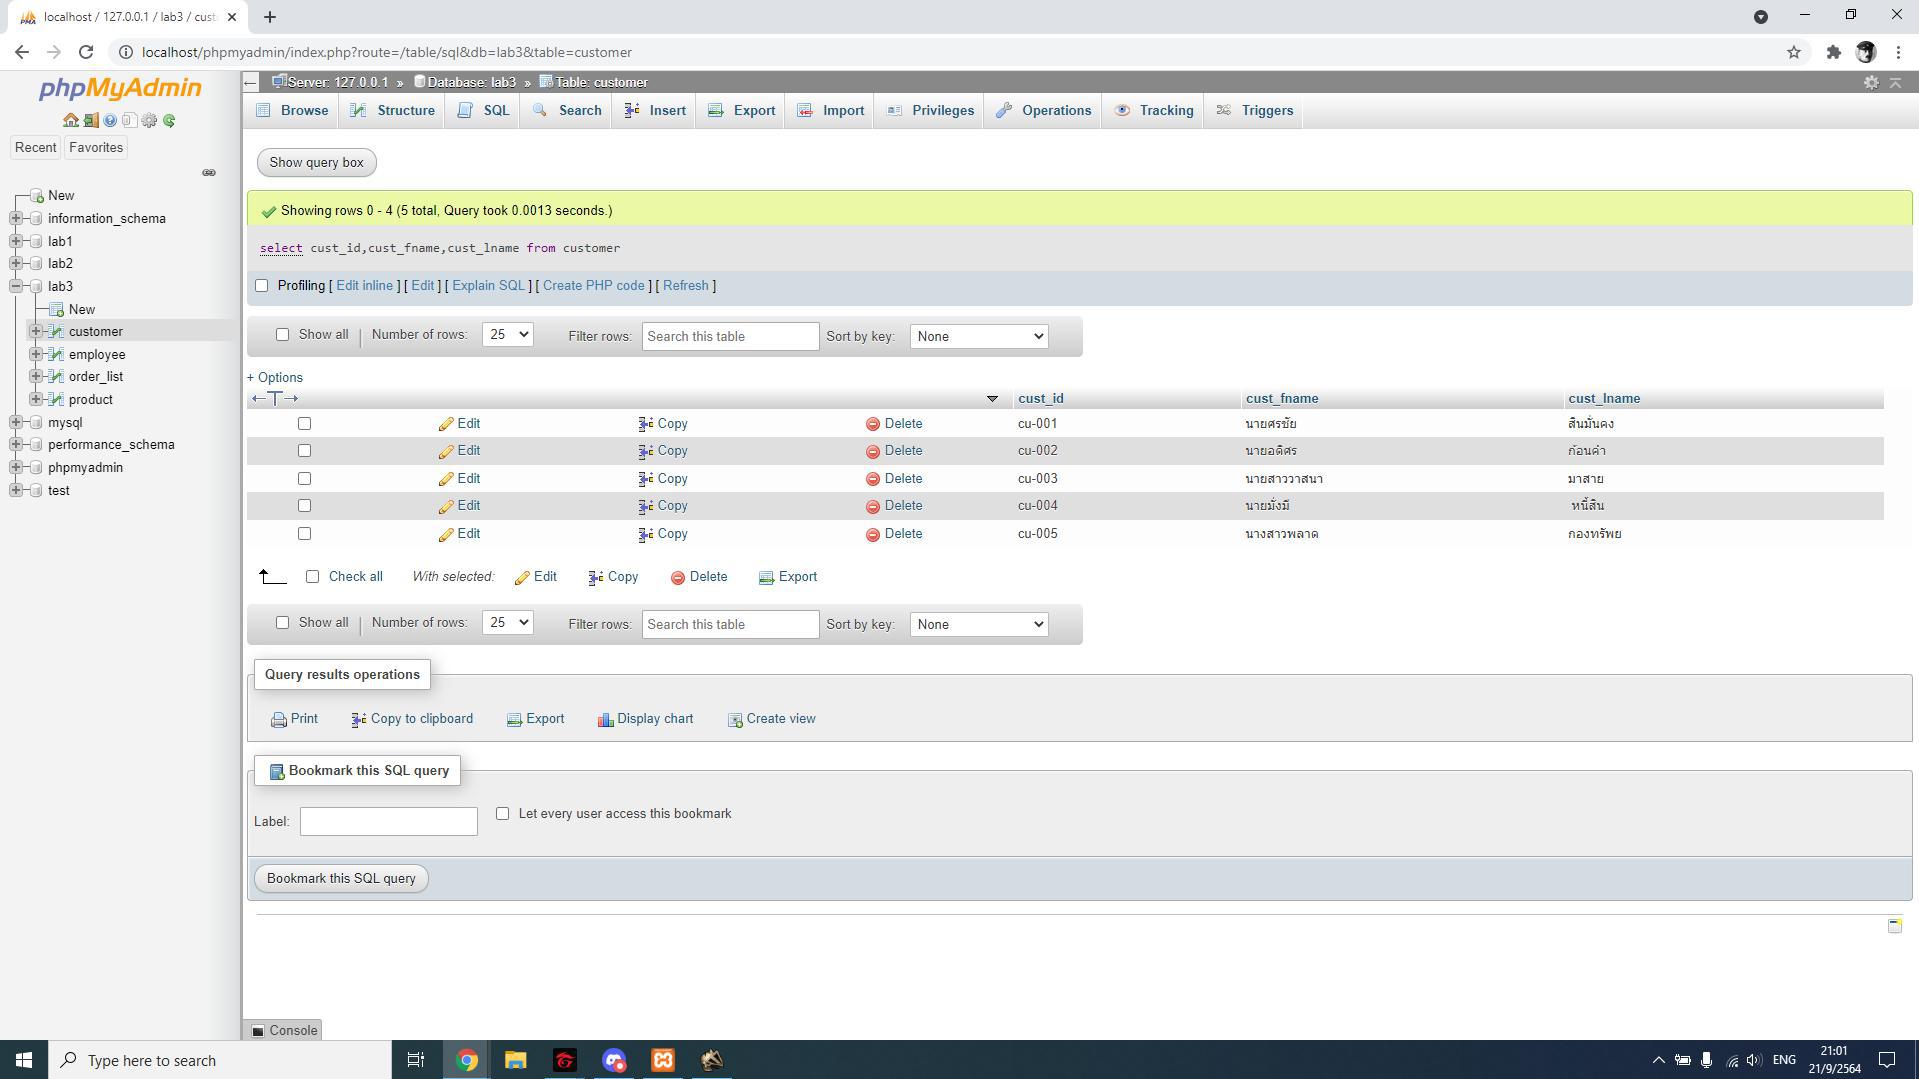 localhost / 127.0.0.1 / lab3 / cust
localhost/phpmyadmin/index.php?route=/table/sql&db=lab3&table=customer
phpMyAdmin
Recent
Favorites
New
information_schema
lab1
lab2
lab3
New
customer
employee
order_list
product
mysql
performance_schema
phpmyadmin
test
Server: 127.0.0.1 » Database: lab3 » Table: customer
Browse
Structure
SQL
Search
Insert
Export
Import
Privileges
Operations
Tracking
Triggers
Show query box
Showing rows 0 - 4 (5 total, Query took 0.0013 seconds.)
select cust_id,cust_fname,cust_lname from customer
Profiling [ Edit inline ] [ Edit ] [ Explain SQL ] [ Create PHP code ] [ Refresh ]
Show all | Number of rows: 25 Filter rows: Search this table Sort by key: None
+ Options
←T→ cust_id cust_fname cust_lname
Edit Copy Delete cu-001 นายศรชัย สินมั่นคง
Edit Copy Delete cu-002 นายอดิศร ก้อนค่า
Edit Copy Delete cu-003 นายสาววาสนา มาสาย
Edit Copy Delete cu-004 นายมั่งมี หนี้สิน
Edit Copy Delete cu-005 นางสาวพลาด กองทรัพย
Check all With selected: Edit Copy Delete Export
Show all | Number of rows: 25 Filter rows: Search this table Sort by key: None
Query results operations
Print Copy to clipboard Export Display chart Create view
Bookmark this SQL query
Label: Let every user access this bookmark
Bookmark this SQL query
Console
Type here to search
ENG
21:01
21/9/2564